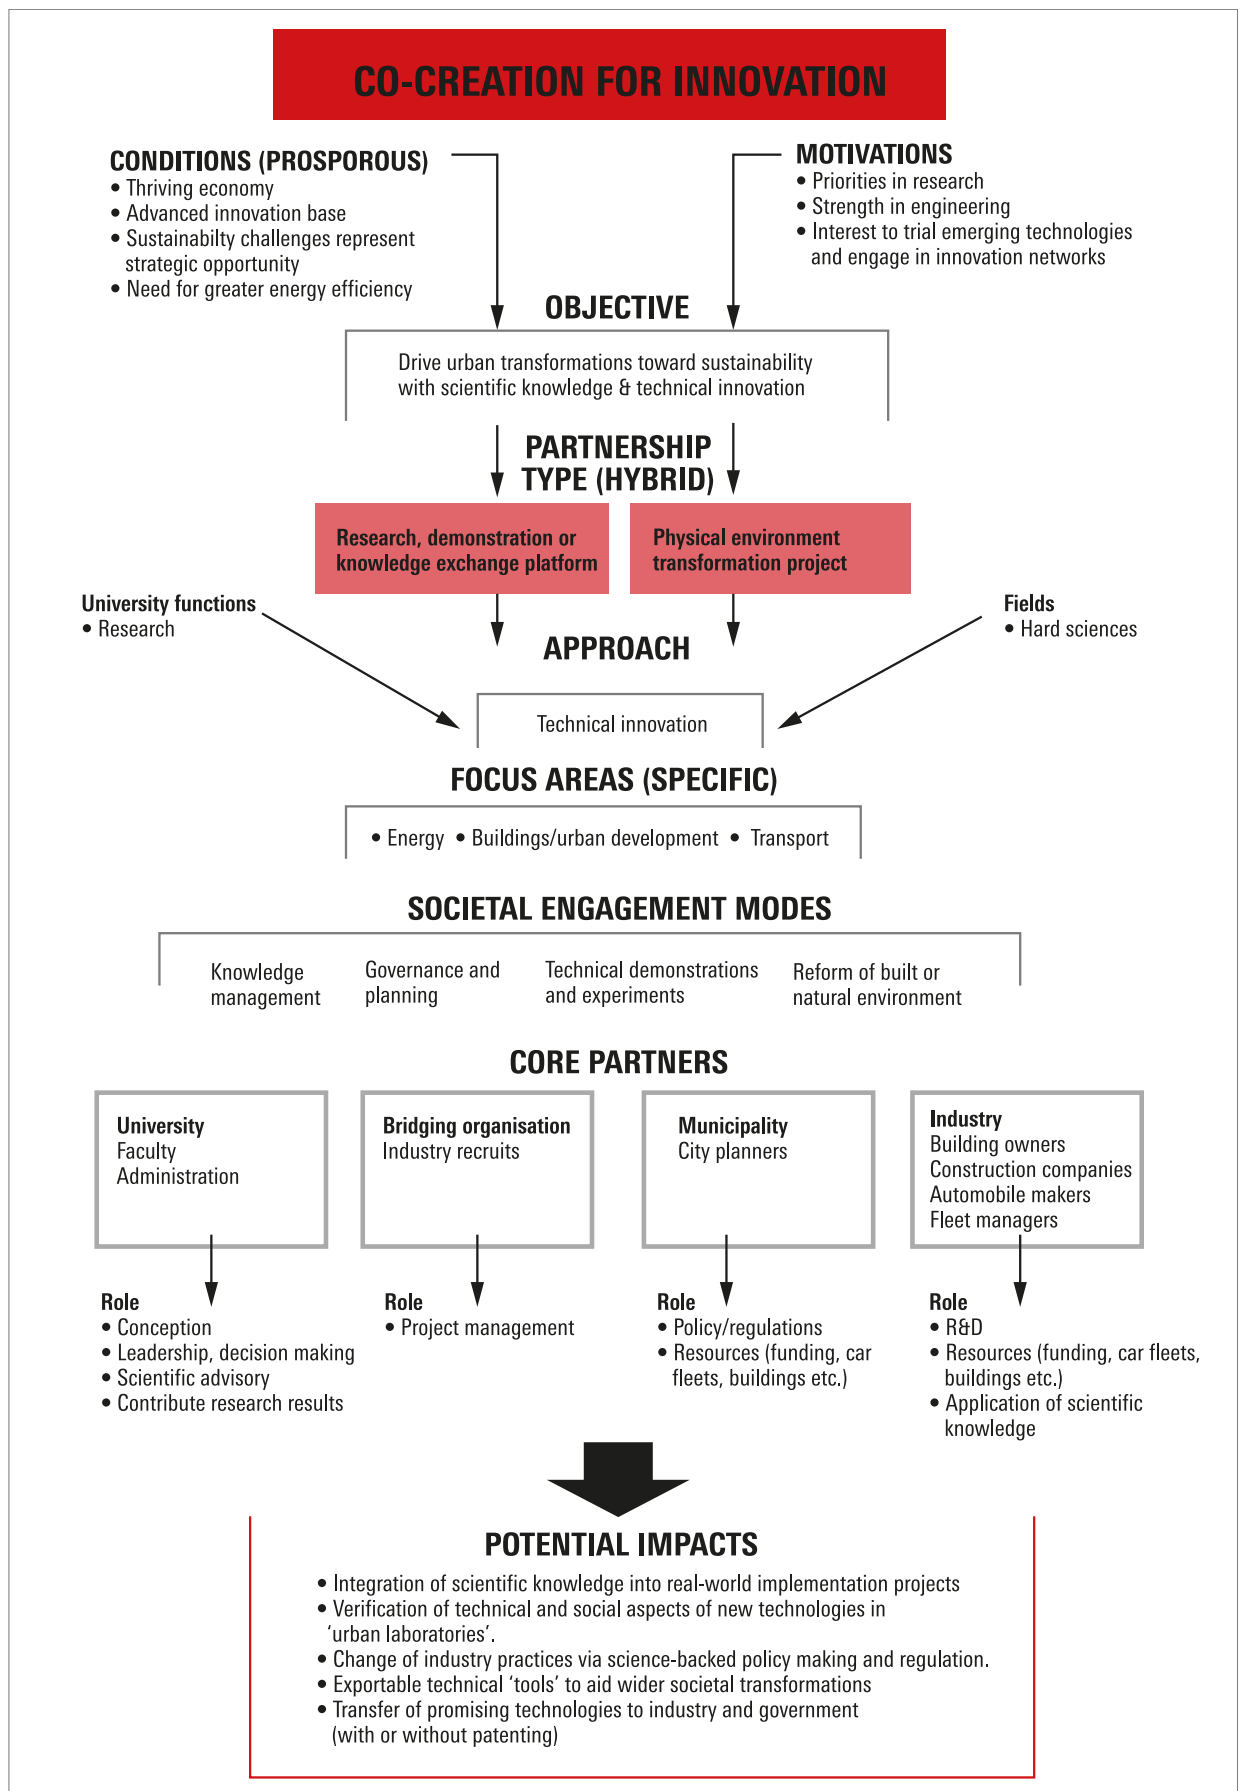 CO-CREATION FOR INNOVATION
CONDITIONS (PROSPOROUS)
• Thriving economy
• Advanced innovation base
• Sustainabilty challenges represent
strategic opportunity
• Need for greater energy efficiency
MOTIVATIONS
• Priorities in research
• Strength in engineering
• Interest to trial emerging technologies
and engage in innovation networks
OBJECTIVE
Drive urban transformations toward sustainability
with scientific knowledge & technical innovation
PARTNERSHIP
TYPE (HYBRID)
Research, demonstration or
knowledge exchange platform
Physical environment
transformation project
University functions
• Research
Fields
• Hard sciences
APPROACH
Technical innovation
FOCUS AREAS (SPECIFIC)
• Energy • Buildings/urban development • Transport
SOCIETAL ENGAGEMENT MODES
Knowledge
management
Governance and
planning
Technical demonstrations
and experiments
Reform of built or
natural environment
CORE PARTNERS
University
Faculty
Administration
Bridging organisation
Industry recruits
Municipality
City planners
Industry
Building owners
Construction companies
Automobile makers
Fleet managers
Role
• Conception
• Leadership, decision making
• Scientific advisory
• Contribute research results
Role
• Project management
Role
• Policy/regulations
• Resources (funding, car
fleets, buildings etc.)
Role
• R&D
• Resources (funding, car fleets,
buildings etc.)
• Application of scientific
knowledge
POTENTIAL IMPACTS
• Integration of scientific knowledge into real-world implementation projects
• Verification of technical and social aspects of new technologies in
‘urban laboratories’.
• Change of industry practices via science-backed policy making and regulation.
• Exportable technical ‘tools’ to aid wider societal transformations
• Transfer of promising technologies to industry and government
(with or without patenting)